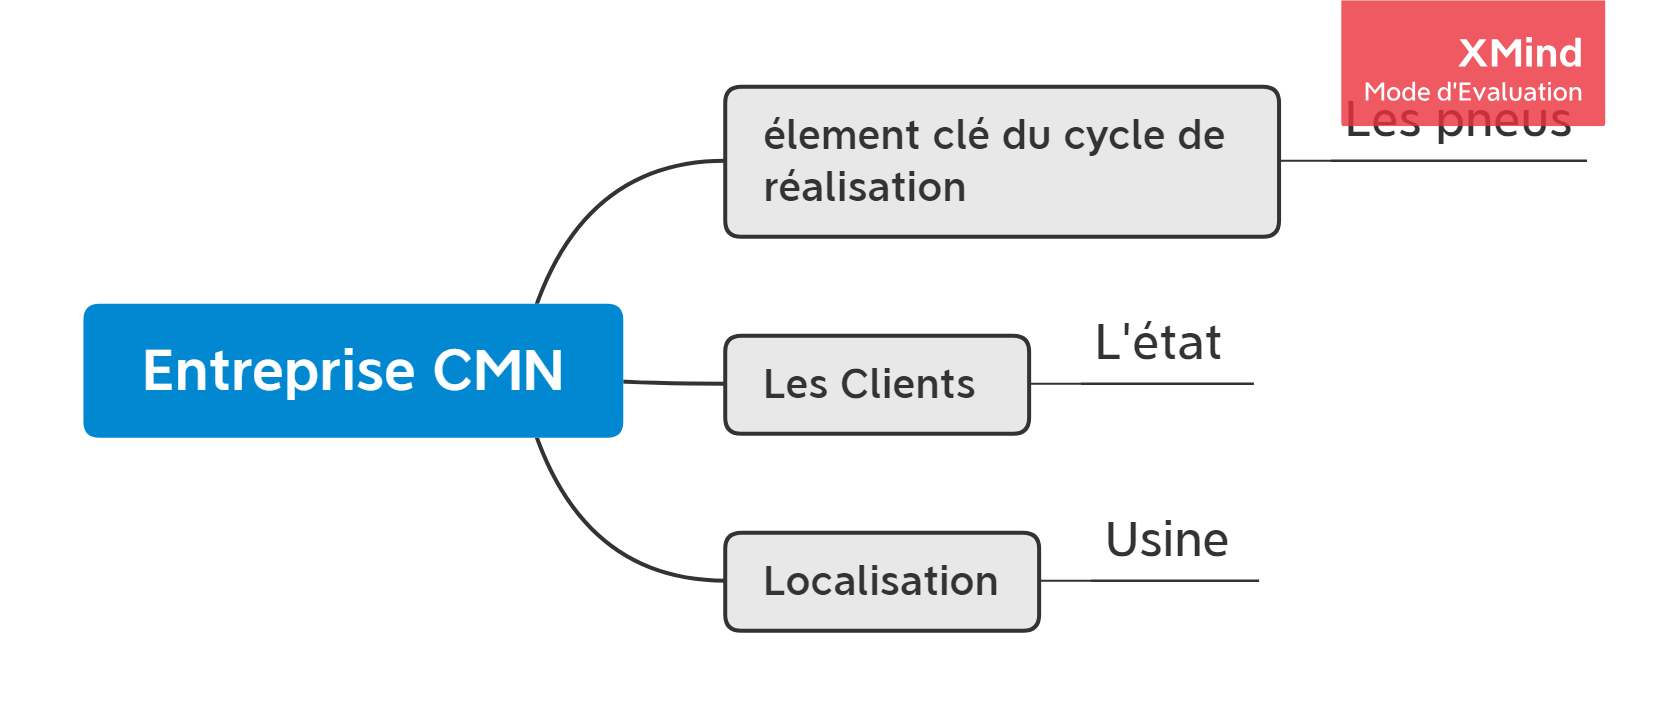 XMind
Mode d'Evaluation
Les pneus
élement clé du cycle de
réalisation
L'état
Entreprise CMN
Les Clients
Usine
Localisation